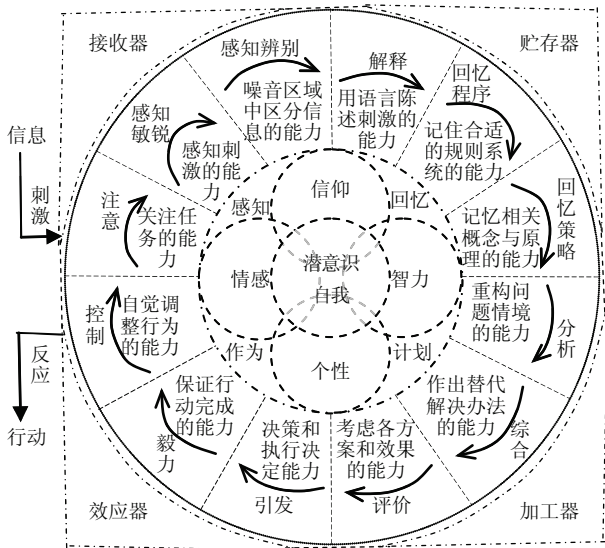 接收器
贮存器
感知辨别
噪音区域
中区分信
息的能力
解释
用语言陈
述刺激的
能力
回忆
程序
记住合适
的规则系
统的能力
感知
敏锐
感知刺
激的能
力
信息
刺
激
注
意
关注任
务的能
力
回
忆
策
略
记忆相关
概念与原
理的能力
感知
信仰
回忆
情感
潜意识
自我
智力
作为
个性
计划
控
制
自觉调
整行为
的能力
重构问
题情境
的能力
分
析
反
应
行动
毅
力
保证行
动完成
的能力
作出替代
解决办法
的能力
综
合
决策和
执行决
定能力
引发
考虑各方
案和效果
的能力
评价
效应器
加工器